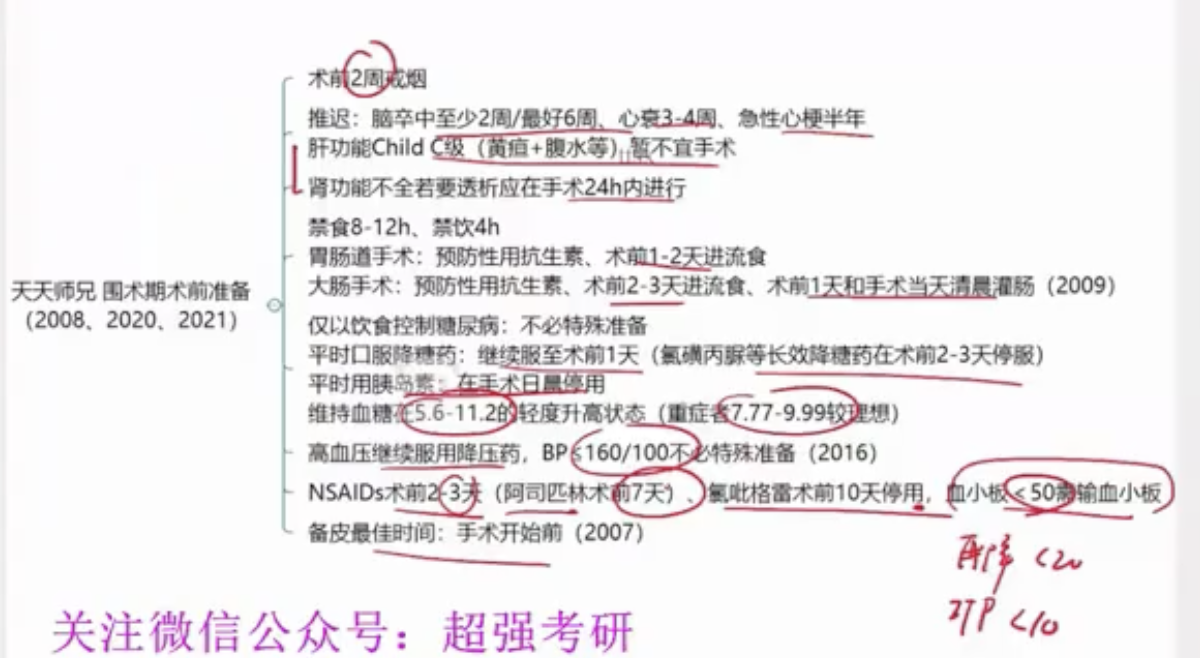 术前2周戒烟
推迟：脑卒中至少2周/最好6周、心衰3-4周、急性心梗半年
肝功能Child C级（黄疸+腹水等）暂不宜手术
肾功能不全若要透析应在手术24h内进行
禁食8-12h、禁饮4h
胃肠道手术：预防性用抗生素、术前1-2天进流食
大肠手术：预防性用抗生素、术前2-3天进流食、术前1天和手术当天清晨灌肠（2009）
天天师兄 围术期术前准备
（2008、2020、2021）
仅以饮食控制糖尿病：不必特殊准备
平时口服降糖药：继续服至术前1天（氯磺丙脲等长效降糖药在术前2-3天停服）
平时用胰岛素：在手术日晨停用
维持血糖在5.6-11.2的轻度升高状态（重症者7.77-9.99较理想）
高血压继续服用降压药，BP≤160/100不必特殊准备（2016）
NSAIDs术前2-3天（阿司匹林术前7天）、氯吡格雷术前10天停用，血小板<50需输血小板
备皮最佳时间：手术开始前（2007）
再障 <20
ITP <10
关注微信公众号：超强考研